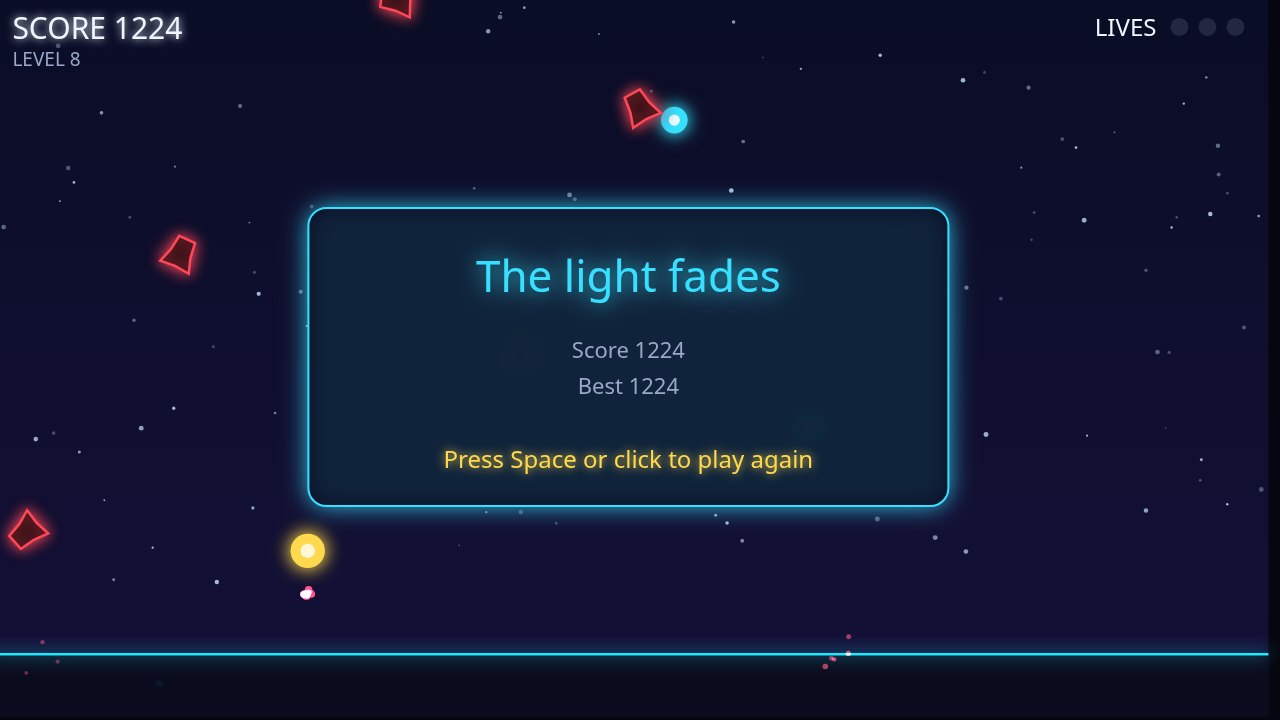 SCORE 1224
LEVEL 8
LIVES
The light fades
Score 1224
Best 1224
Press Space or click to play again